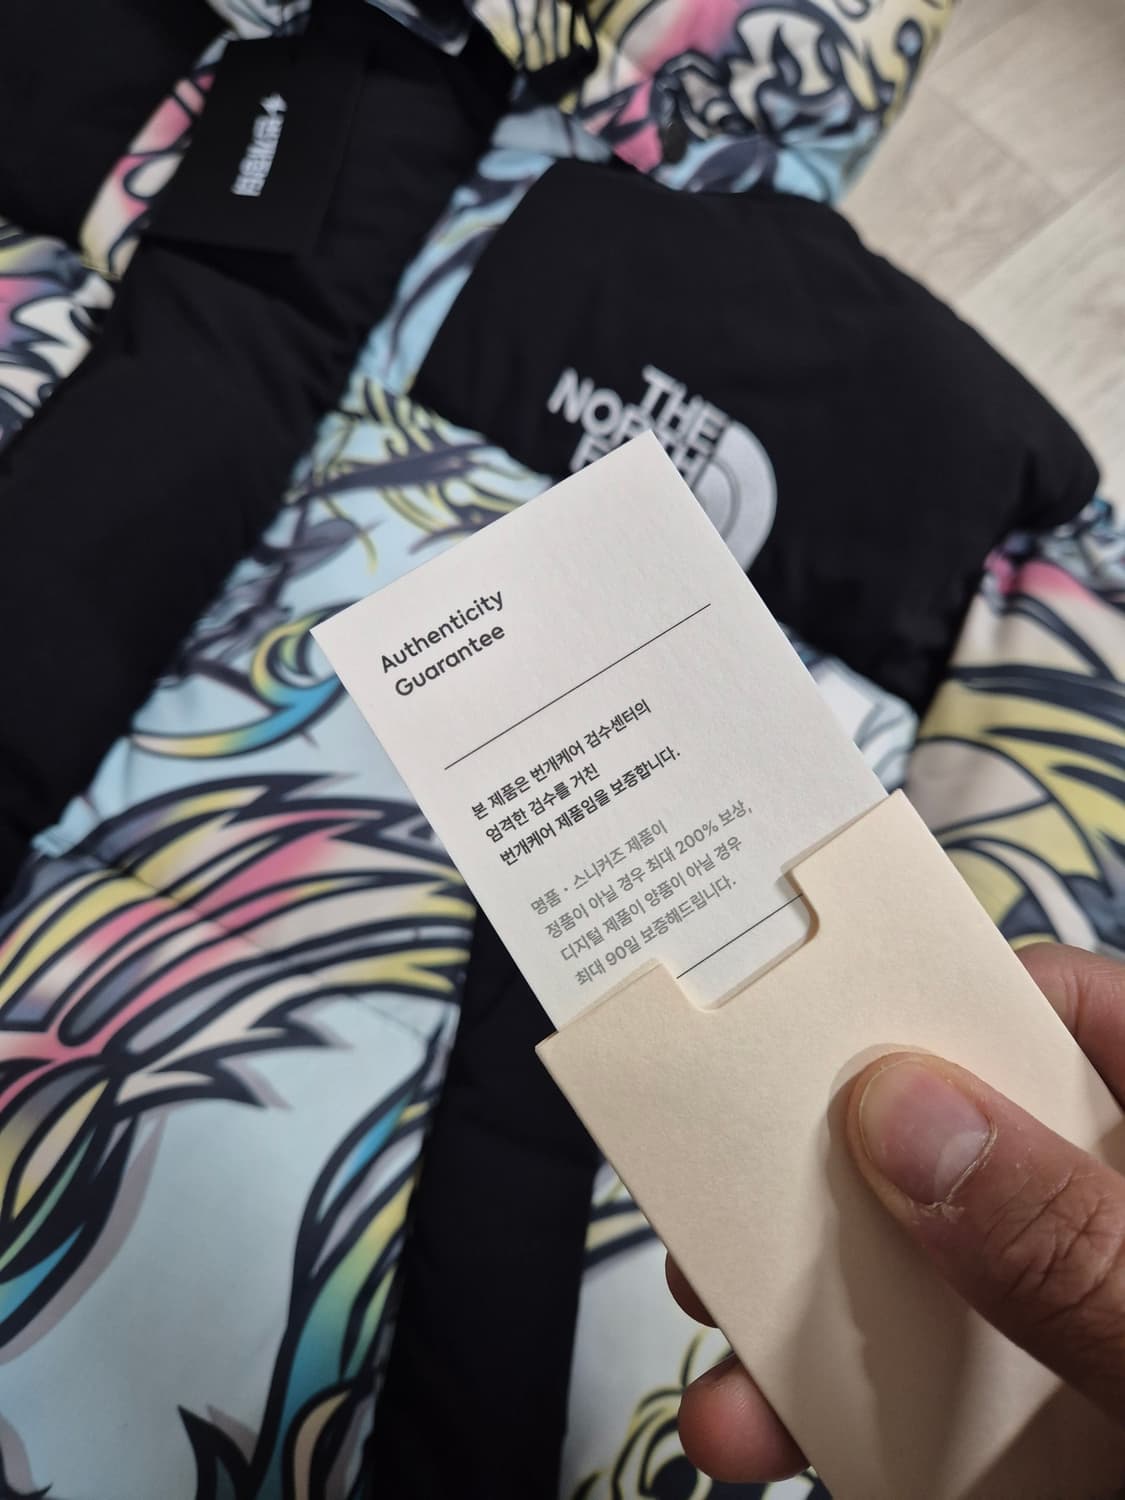 번개장터
THE
NORTH
Authenticity
Guarantee
본 제품은 번개케어 검수센터의
엄격한 검수를 거친
번개케어 제품임을 보증합니다.
명품 · 스니커즈 제품이
정품이 아닐 경우 최대 200% 보상,
디지털 제품이 양품이 아닐 경우
최대 90일 보증해드립니다.